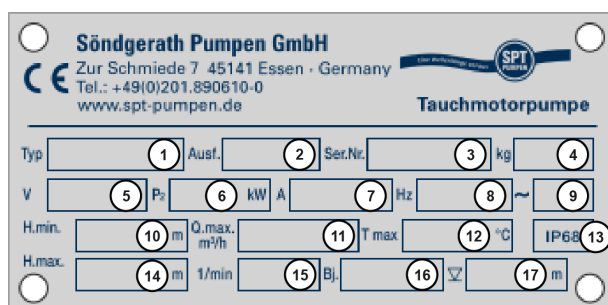 Söndgerath Pumpen GmbH
Zur Schmiede 7 45141 Essen - Germany
Tel.: +49(0)201.890610-0
www.spt-pumpen.de
SPT
PUMPEN
Tauchmotorpumpe
Typ 1 Ausf. 2 Ser.Nr. 3 kg 4
V 5 P2 6 kW A 7 Hz 8 ~ 9
H.min. 10 m Q.max. m³/h 11 T max 12 °C IP68 13
H.max. 14 m 1/min 15 Bj. 16 17 m